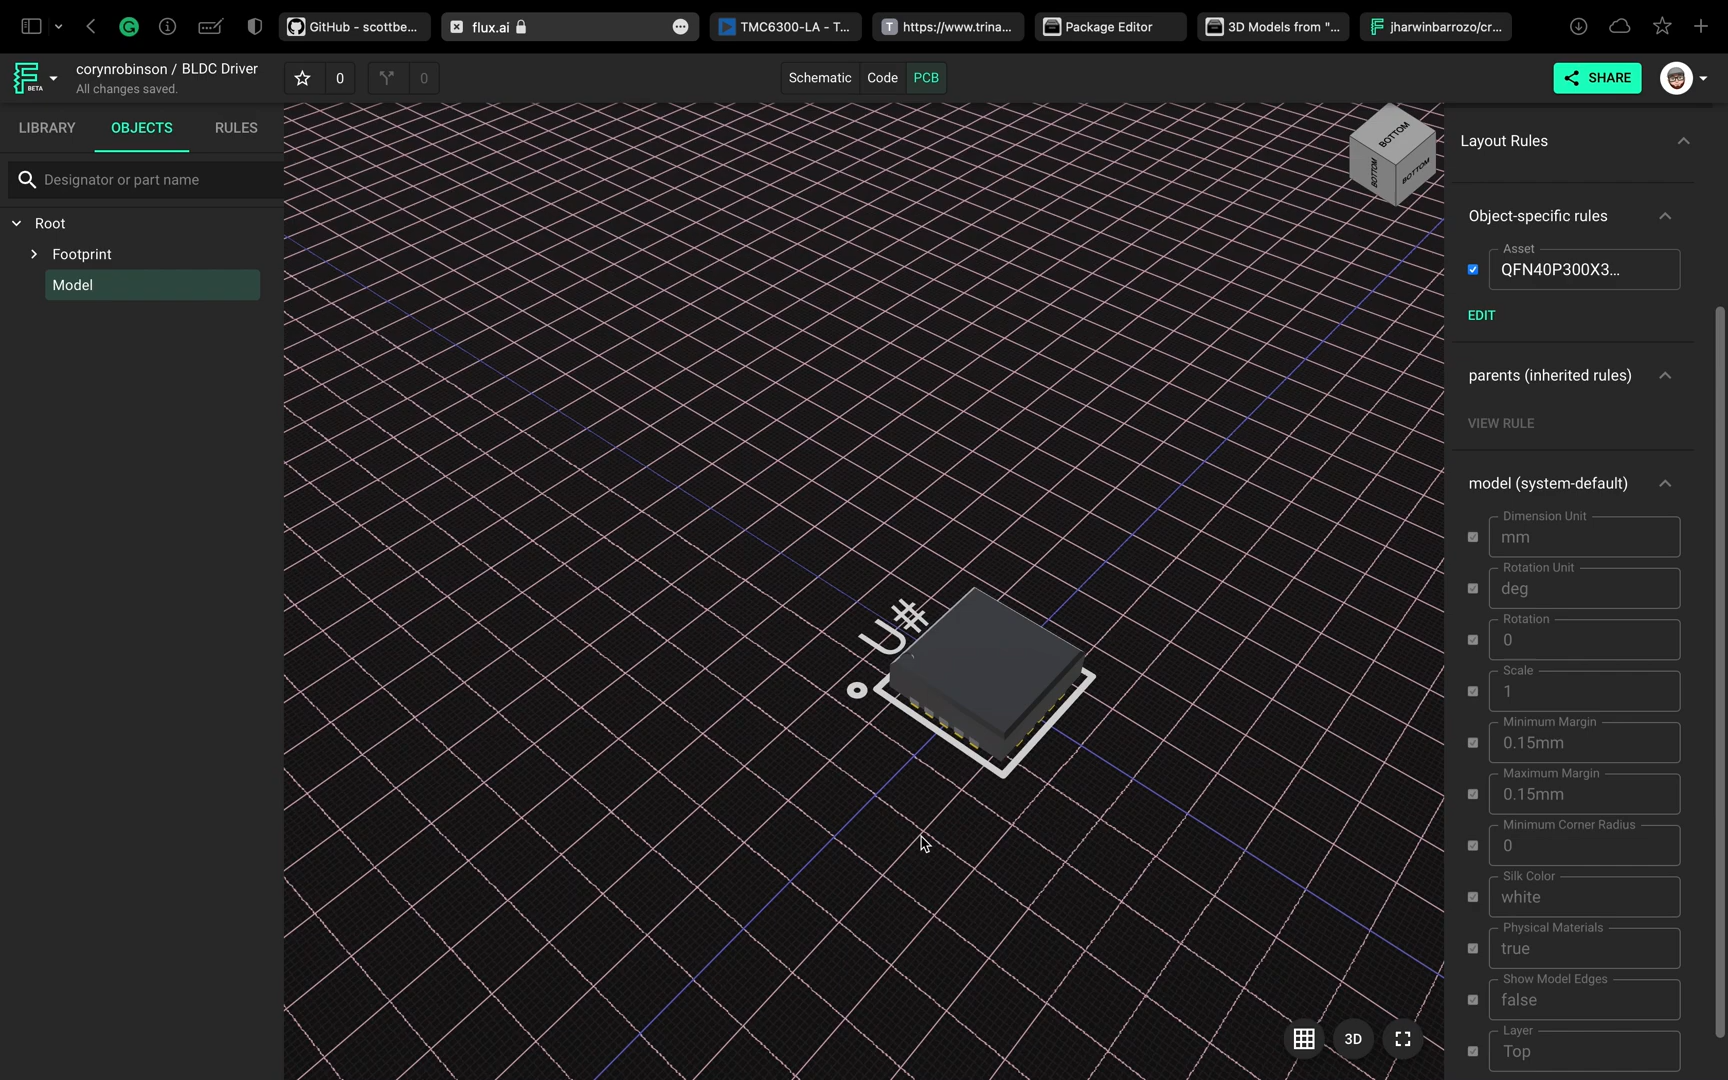 GitHub - scottbe...
flux.ai
TMC6300-LA - T...
https://www.trina...
Package Editor
3D Models from "...
jharwinbarrozo/cr...
BETA
corynrobinson / BLDC Driver
All changes saved.
0
0
Schematic
Code
PCB
SHARE
LIBRARY
OBJECTS
RULES
Designator or part name
Root
Footprint
Model
BOTTOM
BOTTOM
BOTTOM
U#
3D
Layout Rules
Object-specific rules
Asset
QFN40P300X3...
EDIT
parents (inherited rules)
VIEW RULE
model (system-default)
Dimension Unit
mm
Rotation Unit
deg
Rotation
0
Scale
1
Minimum Margin
0.15mm
Maximum Margin
0.15mm
Minimum Corner Radius
0
Silk Color
white
Physical Materials
true
Show Model Edges
false
Layer
Top